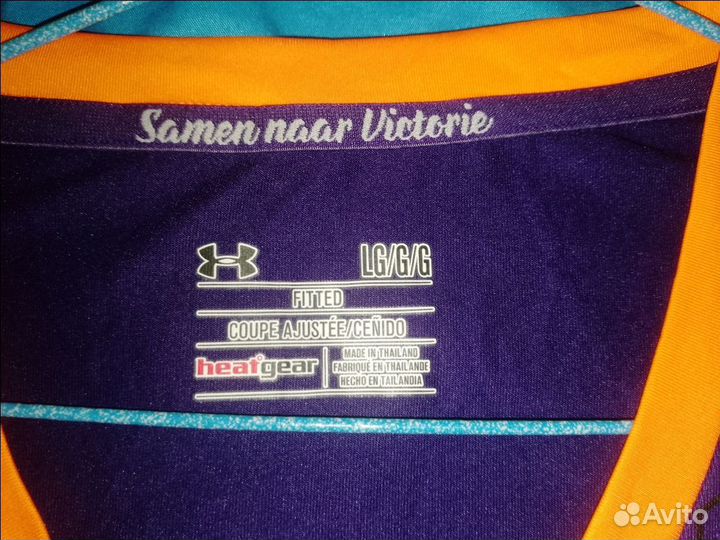 Samen naar Victorie
LG/G/G
FITTED
COUPE AJUSTÉE/CEÑIDO
heatgear
MADE IN THAILAND
FABRIQUÉ EN THAÏLANDE
HECHO EN TAILANDIA
Avito